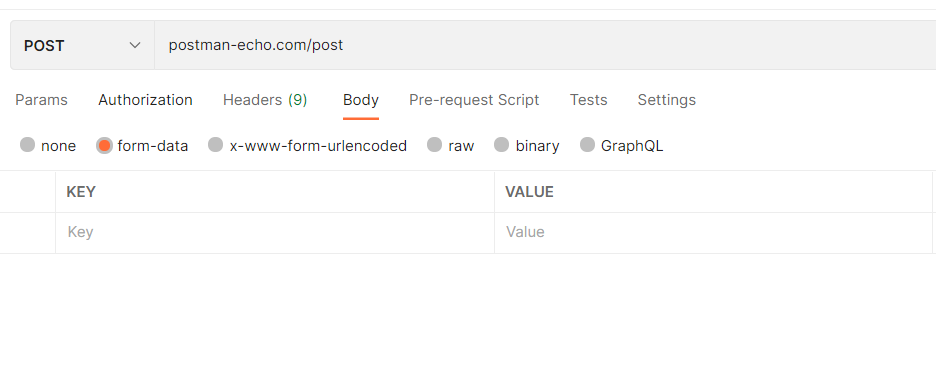 POST postman-echo.com/post
Params Authorization Headers (9) Body Pre-request Script Tests Settings
none form-data x-www-form-urlencoded raw binary GraphQL
KEY VALUE
Key Value